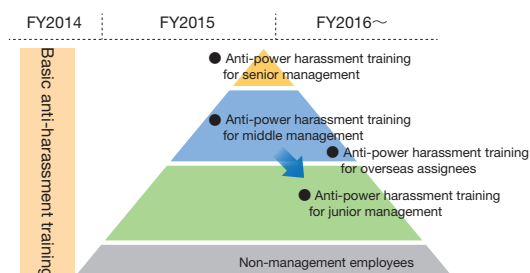 FY2014
FY2015
FY2016～
Basic anti-harassment training
● Anti-power harassment training
for senior management
● Anti-power harassment training
for middle management
● Anti-power harassment training
for overseas assignees
● Anti-power harassment training
for junior management
Non-management employees